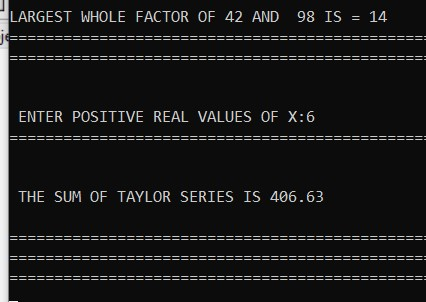 LARGEST WHOLE FACTOR OF 42 AND  98 IS = 14
================================================
================================================
ENTER POSITIVE REAL VALUES OF X:6
================================================
THE SUM OF TAYLOR SERIES IS 406.63
================================================
================================================
================================================